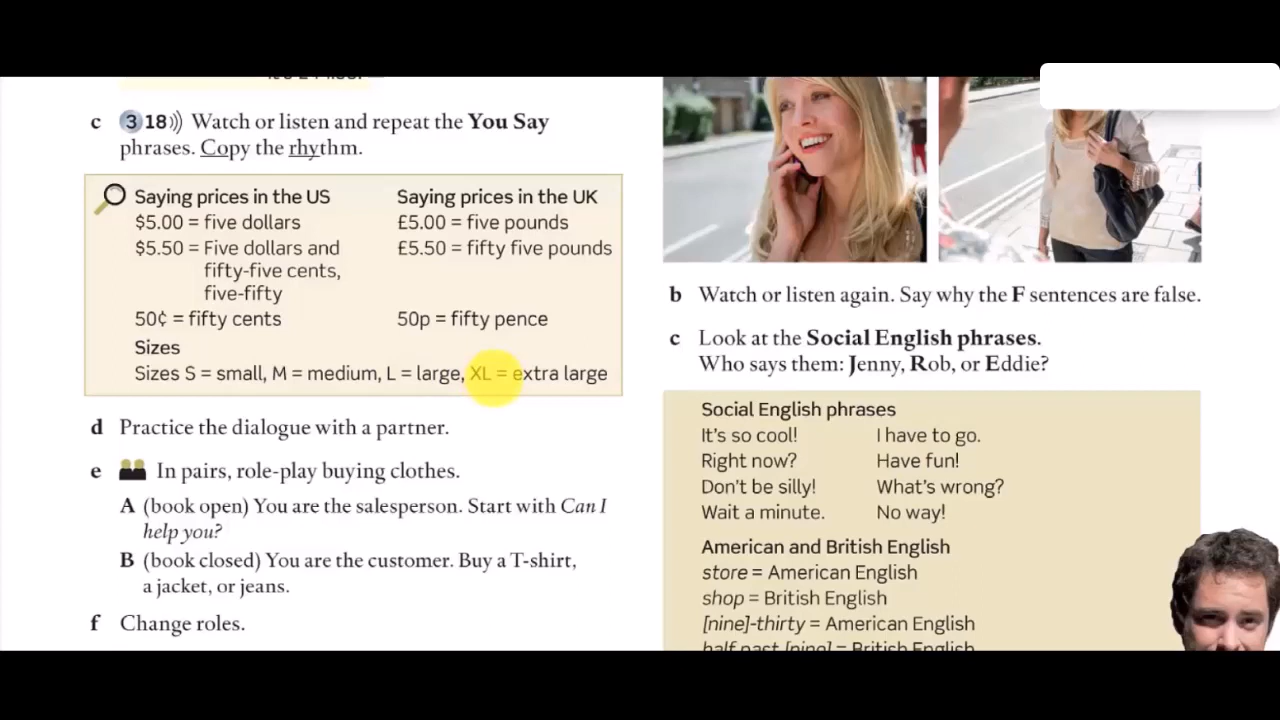 c 3 18 Watch or listen and repeat the You Say
phrases. Copy the rhythm.
Saying prices in the US
$5.00 = five dollars
$5.50 = Five dollars and
fifty-five cents,
five-fifty
50¢ = fifty cents
Saying prices in the UK
£5.00 = five pounds
£5.50 = fifty five pounds
50p = fifty pence
Sizes
Sizes S = small, M = medium, L = large, XL = extra large
d Practice the dialogue with a partner.
e In pairs, role-play buying clothes.
A (book open) You are the salesperson. Start with Can I
help you?
B (book closed) You are the customer. Buy a T-shirt,
a jacket, or jeans.
f Change roles.
b Watch or listen again. Say why the F sentences are false.
c Look at the Social English phrases.
Who says them: Jenny, Rob, or Eddie?
Social English phrases
It's so cool!
Right now?
Don't be silly!
Wait a minute.
I have to go.
Have fun!
What's wrong?
No way!
American and British English
store = American English
shop = British English
[nine]-thirty = American English
half past [nine] = British English